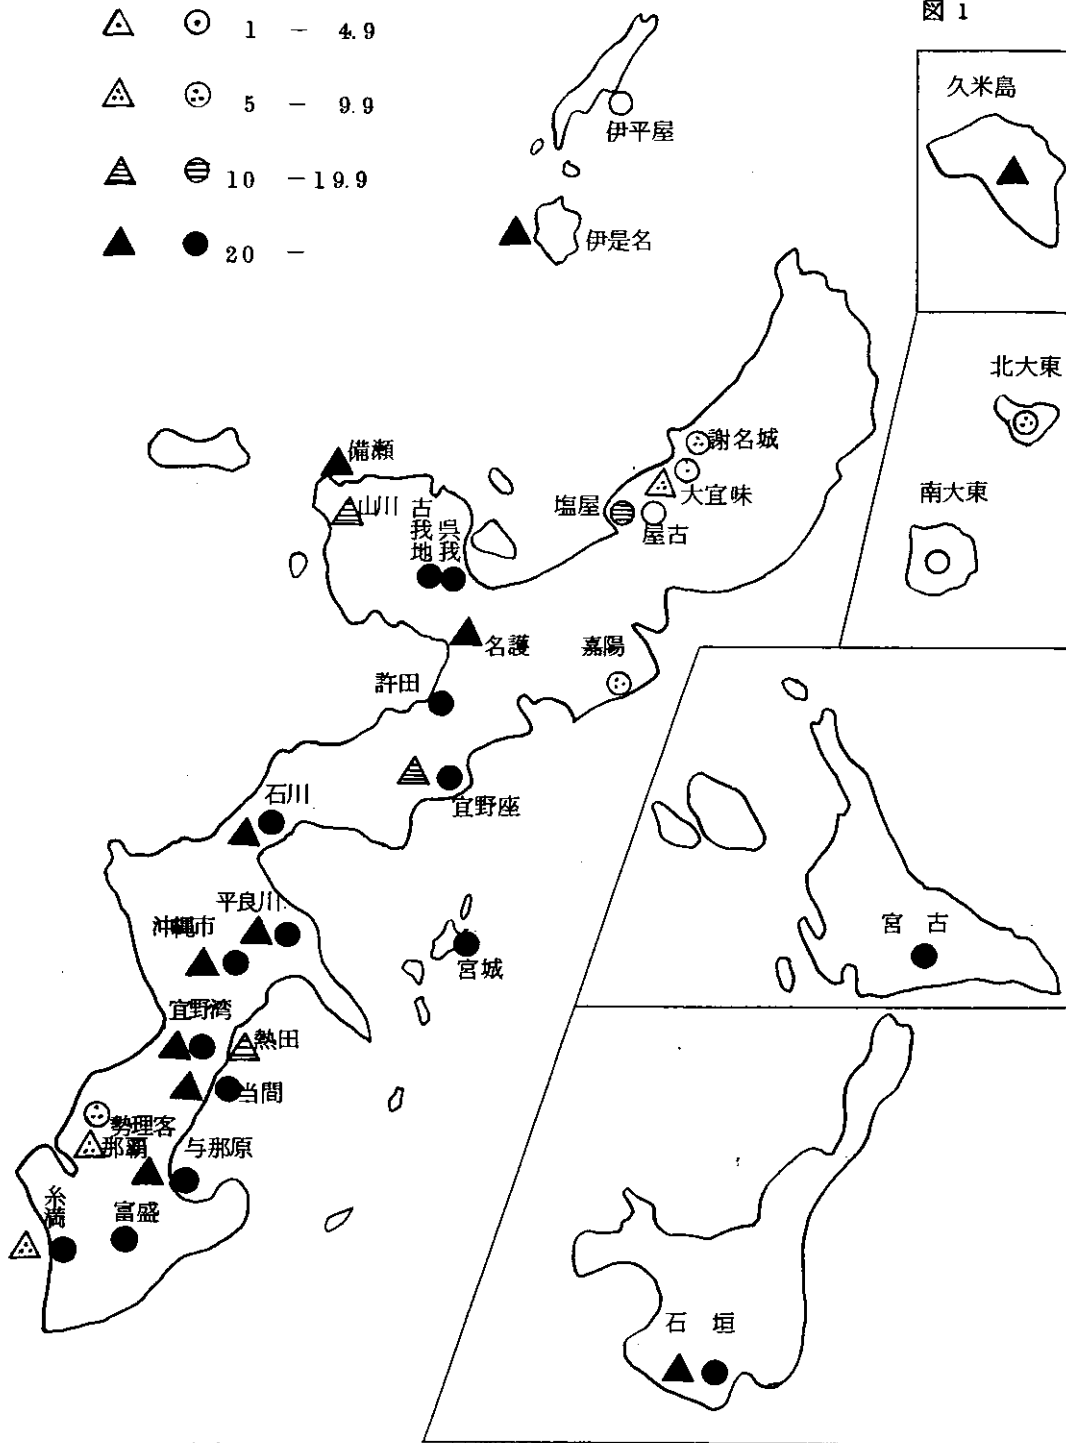 図 1
1 － 4.9
5 － 9.9
10 －19.9
20 －
久米島
伊平屋
伊是名
北大東
南大東
備瀬
山川
古我地
呉我
謝名城
大宜味
塩屋
屋古
名護
嘉陽
許田
宜野座
石川
平良川
沖縄市
宮城
宜野湾
熱田
当間
勢理客
那覇
与那原
糸満
富盛
宮 古
石 垣